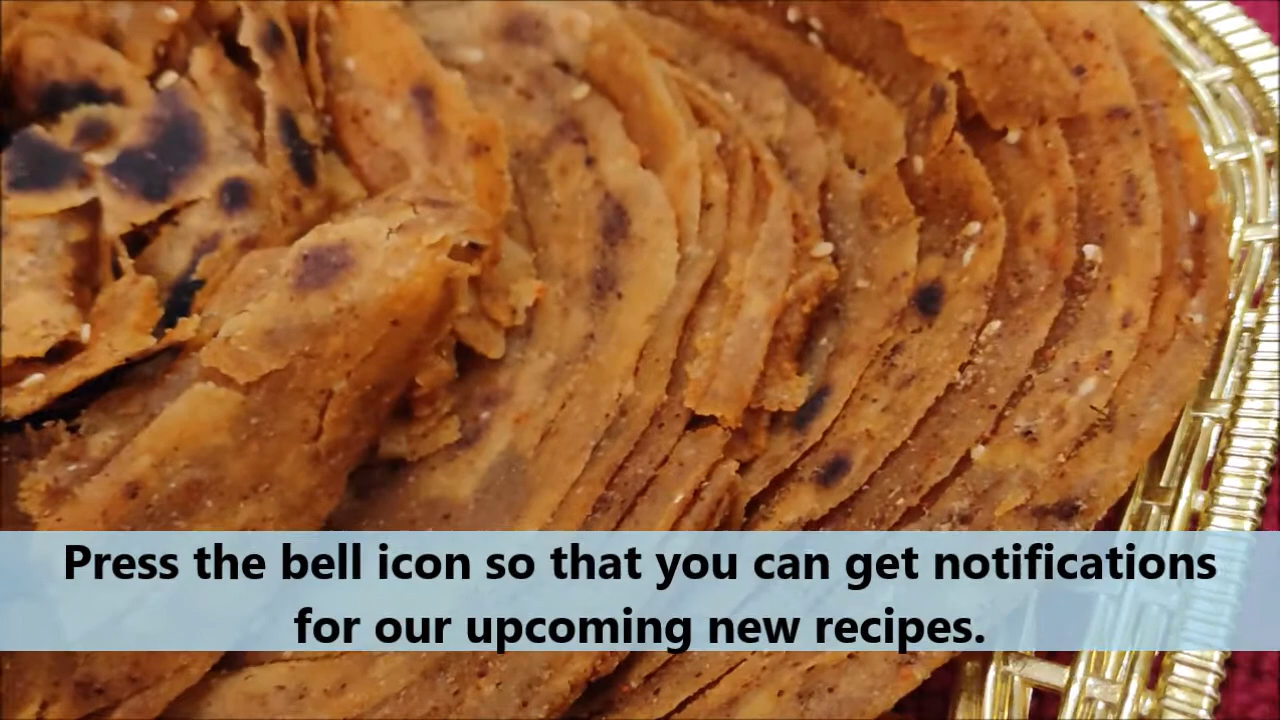 Press the bell icon so that you can get notifications
for our upcoming new recipes.